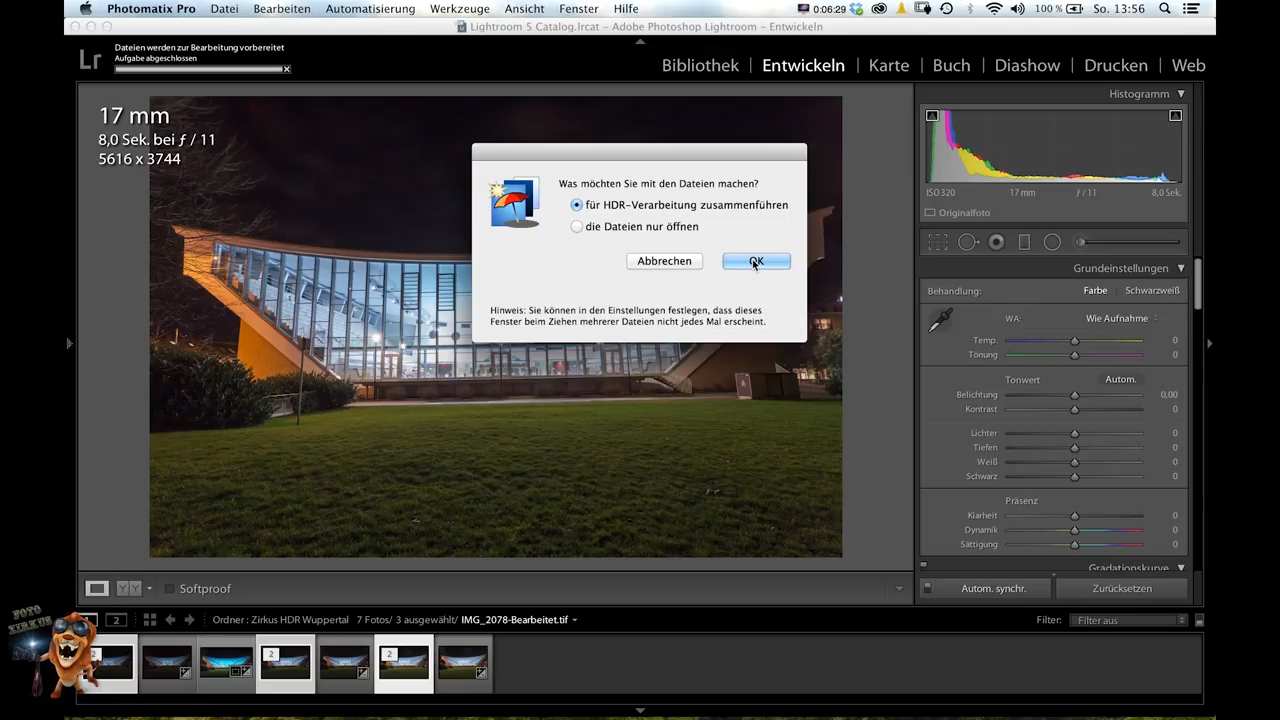 Photomatix Pro Datei Bearbeiten Automatisierung Werkzeuge Ansicht Fenster Hilfe 0:06:29 100 % So. 13:56
Lightroom 5 Catalog.lrcat – Adobe Photoshop Lightroom – Entwickeln
Lr
Dateien werden zur Bearbeitung vorbereitet
Aufgabe abgeschlossen
Bibliothek Entwickeln Karte Buch Diashow Drucken Web
17 mm
8,0 Sek. bei ƒ / 11
5616 x 3744
Was möchten Sie mit den Dateien machen?
für HDR-Verarbeitung zusammenführen
die Dateien nur öffnen
Abbrechen OK
Hinweis: Sie können in den Einstellungen festlegen, dass dieses
Fenster beim Ziehen mehrerer Dateien nicht jedes Mal erscheint.
Histogramm
ISO 320 17 mm ƒ / 11 8,0 Sek.
Originalfoto
Grundeinstellungen
Behandlung: Farbe Schwarzweiß
WA: Wie Aufnahme
Temp. 0
Tönung 0
Tonwert Autom.
Belichtung 0,00
Kontrast 0
Lichter 0
Tiefen 0
Weiß 0
Schwarz 0
Präsenz
Klarheit 0
Dynamik 0
Sättigung 0
Gradationskurve
Y Y Softproof
Autom. synchr. Zurücksetzen
2 Ordner : Zirkus HDR Wuppertal 7 Fotos/ 3 ausgewählt/ IMG_2078-Bearbeitet.tif
Filter: Filter aus
2 2 2
FOTO
ZIRKUS